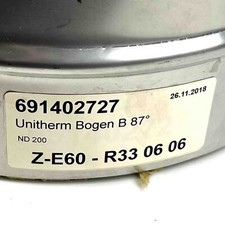 26.11.2018
691402727
Unitherm Bogen B 87°
ND 200
Z-E60 - R33 06 06